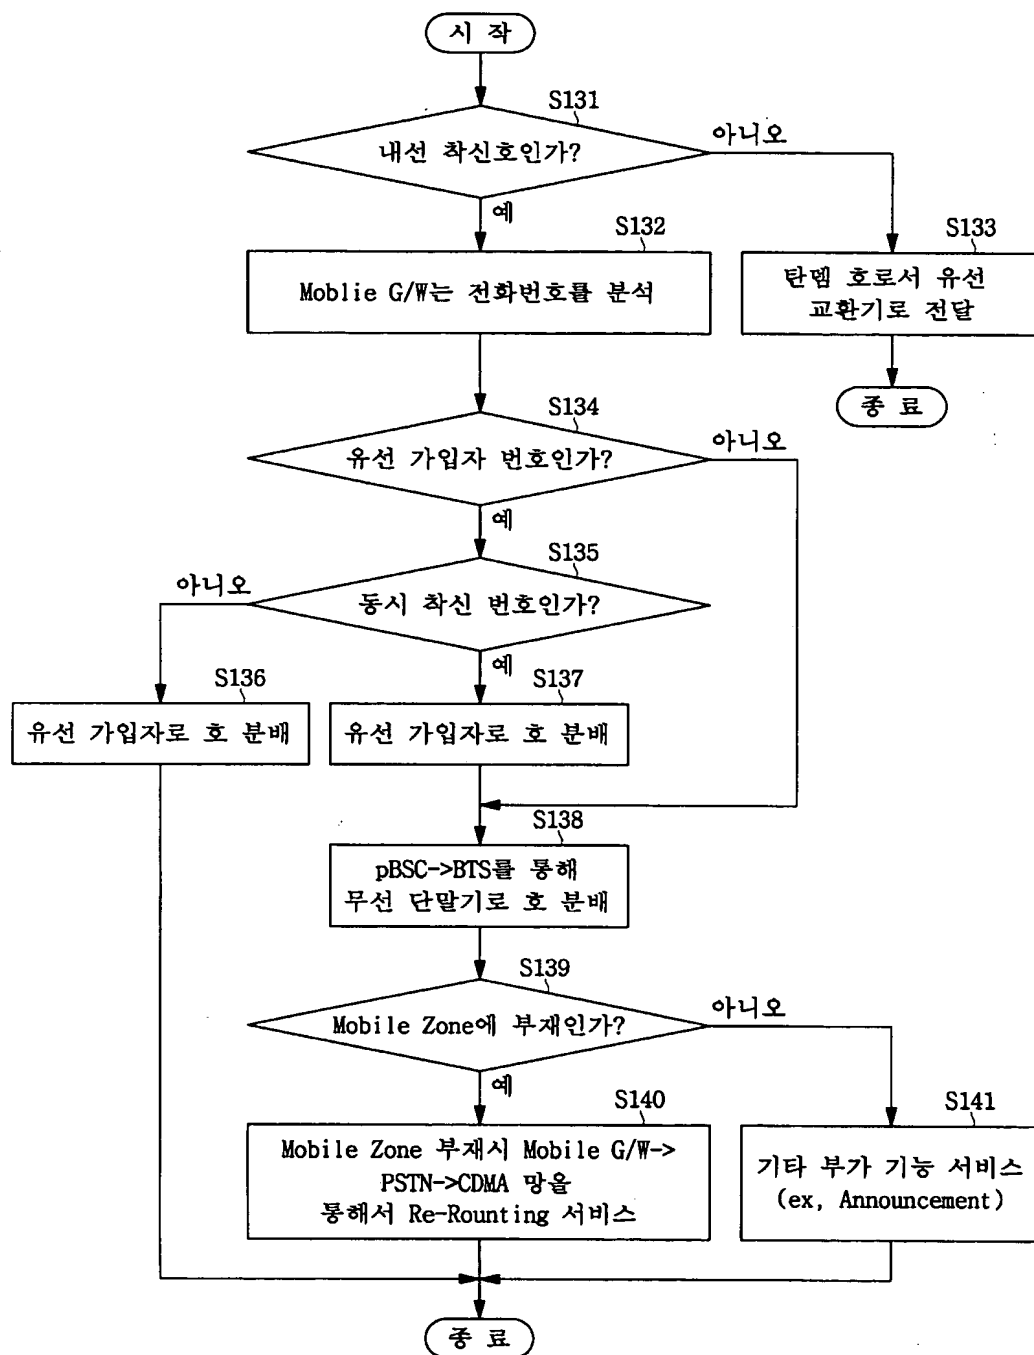 시 작
S131
내선 착신호인가?
아니오
예
S132
Moblie G/W는 전화번호를 분석
S133
탄뎀 호로서 유선
교환기로 전달
종 료
S134
유선 가입자 번호인가?
아니오
예
S135
동시 착신 번호인가?
아니오
예
S136
유선 가입자로 호 분배
S137
유선 가입자로 호 분배
S138
pBSC->BTS를 통해
무선 단말기로 호 분배
S139
Mobile Zone에 부재인가?
아니오
예
S140
Mobile Zone 부재시 Mobile G/W->
PSTN->CDMA 망을
통해서 Re-Rounting 서비스
S141
기타 부가 기능 서비스
(ex, Announcement)
종 료